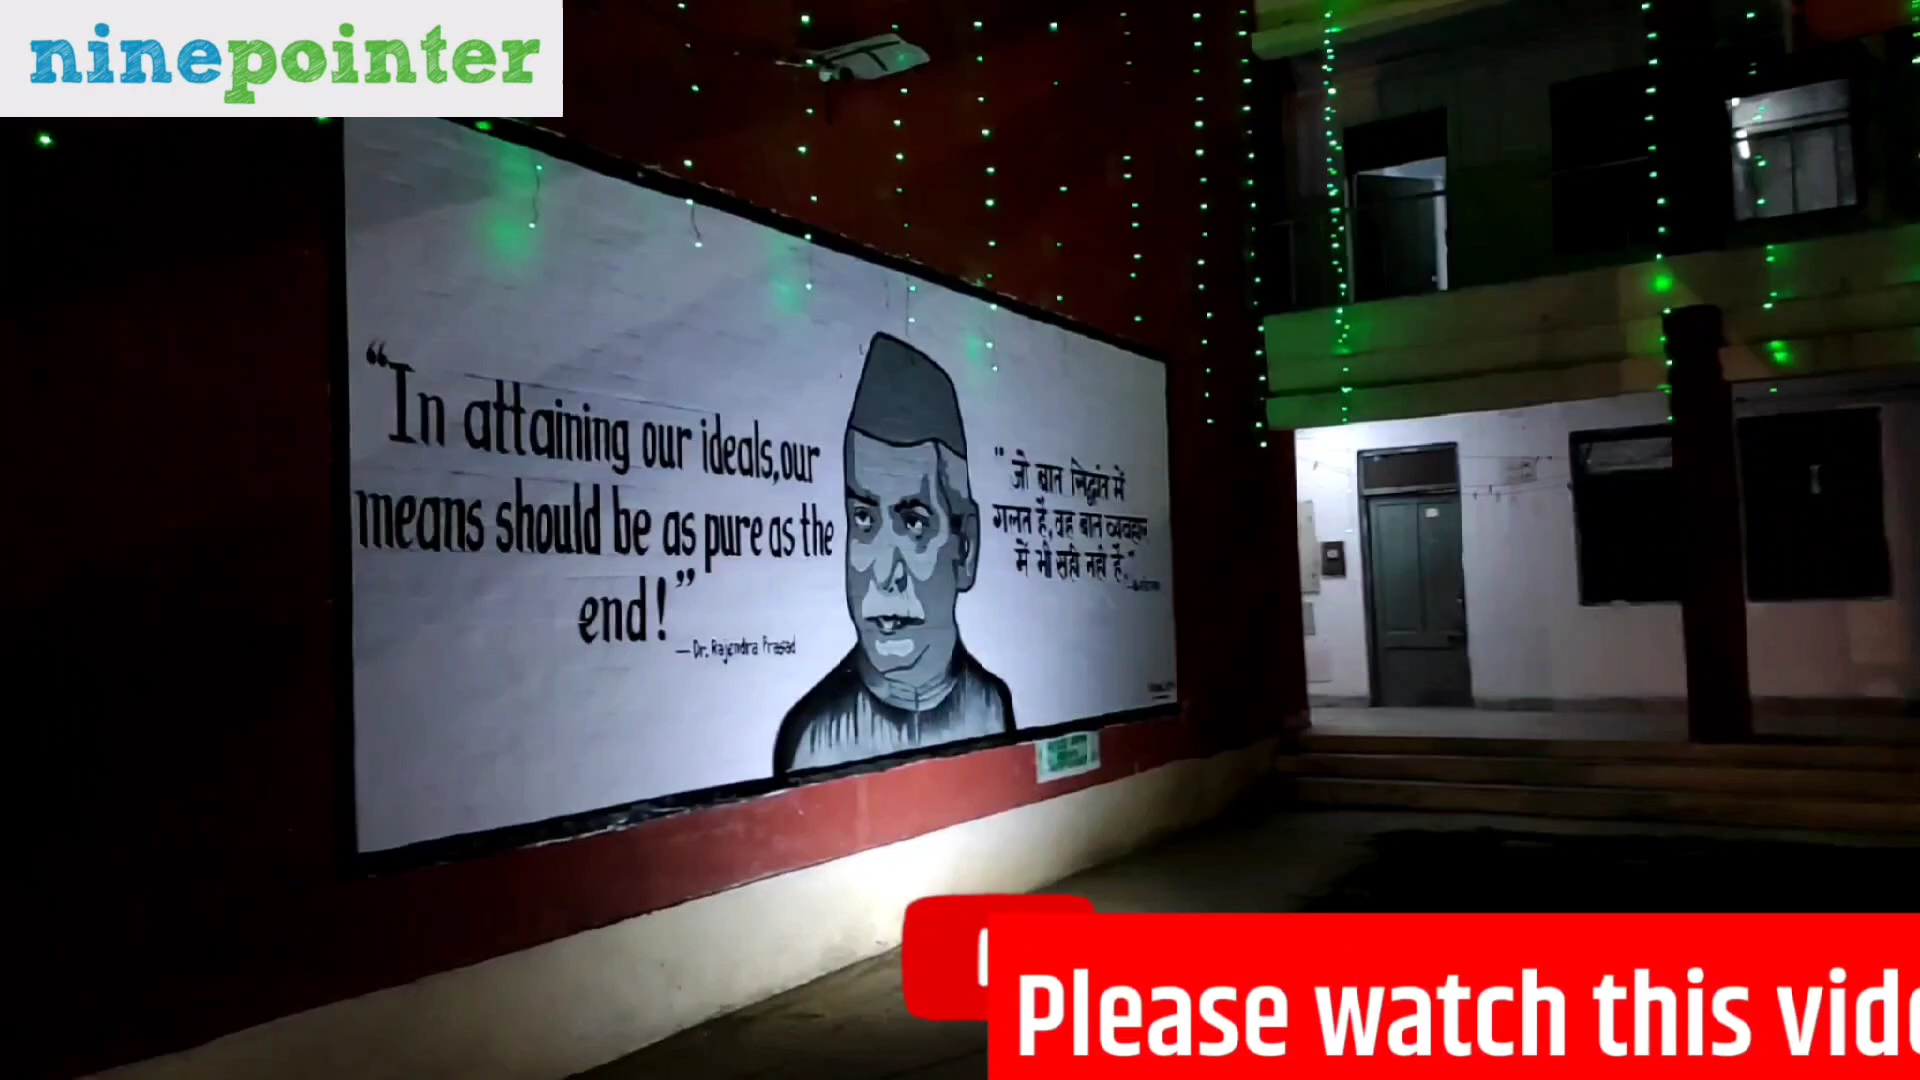 ninepointer
“In attaining our ideals, our
means should be as pure as the
end!”
—Dr. Rajendra Prasad
"जो बात सिद्धांत में
गलत है, वह बात व्यवहार
में भी सही नहीं है."
Please watch this vide